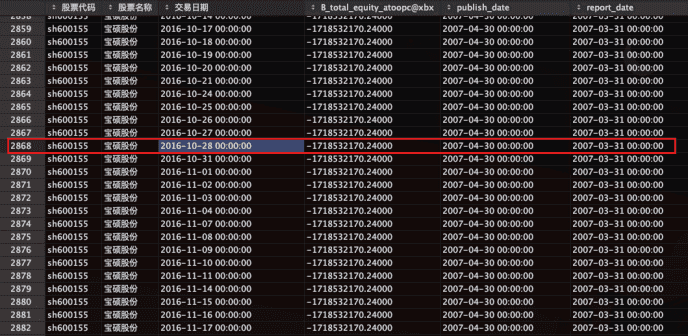 股票代码 股票名称 交易日期 B_total_equity_atoopc@xbx publish_date report_date
2859 sh600155 宝硕股份 2016-10-17 00:00:00 -1718532170.24000 2007-04-30 00:00:00 2007-03-31 00:00:00
2860 sh600155 宝硕股份 2016-10-18 00:00:00 -1718532170.24000 2007-04-30 00:00:00 2007-03-31 00:00:00
2861 sh600155 宝硕股份 2016-10-19 00:00:00 -1718532170.24000 2007-04-30 00:00:00 2007-03-31 00:00:00
2862 sh600155 宝硕股份 2016-10-20 00:00:00 -1718532170.24000 2007-04-30 00:00:00 2007-03-31 00:00:00
2863 sh600155 宝硕股份 2016-10-21 00:00:00 -1718532170.24000 2007-04-30 00:00:00 2007-03-31 00:00:00
2864 sh600155 宝硕股份 2016-10-24 00:00:00 -1718532170.24000 2007-04-30 00:00:00 2007-03-31 00:00:00
2865 sh600155 宝硕股份 2016-10-25 00:00:00 -1718532170.24000 2007-04-30 00:00:00 2007-03-31 00:00:00
2866 sh600155 宝硕股份 2016-10-26 00:00:00 -1718532170.24000 2007-04-30 00:00:00 2007-03-31 00:00:00
2867 sh600155 宝硕股份 2016-10-27 00:00:00 -1718532170.24000 2007-04-30 00:00:00 2007-03-31 00:00:00
2868 sh600155 宝硕股份 2016-10-28 00:00:00 -1718532170.24000 2007-04-30 00:00:00 2007-03-31 00:00:00
2869 sh600155 宝硕股份 2016-10-31 00:00:00 -1718532170.24000 2007-04-30 00:00:00 2007-03-31 00:00:00
2870 sh600155 宝硕股份 2016-11-01 00:00:00 -1718532170.24000 2007-04-30 00:00:00 2007-03-31 00:00:00
2871 sh600155 宝硕股份 2016-11-02 00:00:00 -1718532170.24000 2007-04-30 00:00:00 2007-03-31 00:00:00
2872 sh600155 宝硕股份 2016-11-03 00:00:00 -1718532170.24000 2007-04-30 00:00:00 2007-03-31 00:00:00
2873 sh600155 宝硕股份 2016-11-04 00:00:00 -1718532170.24000 2007-04-30 00:00:00 2007-03-31 00:00:00
2874 sh600155 宝硕股份 2016-11-07 00:00:00 -1718532170.24000 2007-04-30 00:00:00 2007-03-31 00:00:00
2875 sh600155 宝硕股份 2016-11-08 00:00:00 -1718532170.24000 2007-04-30 00:00:00 2007-03-31 00:00:00
2876 sh600155 宝硕股份 2016-11-09 00:00:00 -1718532170.24000 2007-04-30 00:00:00 2007-03-31 00:00:00
2877 sh600155 宝硕股份 2016-11-10 00:00:00 -1718532170.24000 2007-04-30 00:00:00 2007-03-31 00:00:00
2878 sh600155 宝硕股份 2016-11-11 00:00:00 -1718532170.24000 2007-04-30 00:00:00 2007-03-31 00:00:00
2879 sh600155 宝硕股份 2016-11-14 00:00:00 -1718532170.24000 2007-04-30 00:00:00 2007-03-31 00:00:00
2880 sh600155 宝硕股份 2016-11-15 00:00:00 -1718532170.24000 2007-04-30 00:00:00 2007-03-31 00:00:00
2881 sh600155 宝硕股份 2016-11-16 00:00:00 -1718532170.24000 2007-04-30 00:00:00 2007-03-31 00:00:00
2882 sh600155 宝硕股份 2016-11-17 00:00:00 -1718532170.24000 2007-04-30 00:00:00 2007-03-31 00:00:00